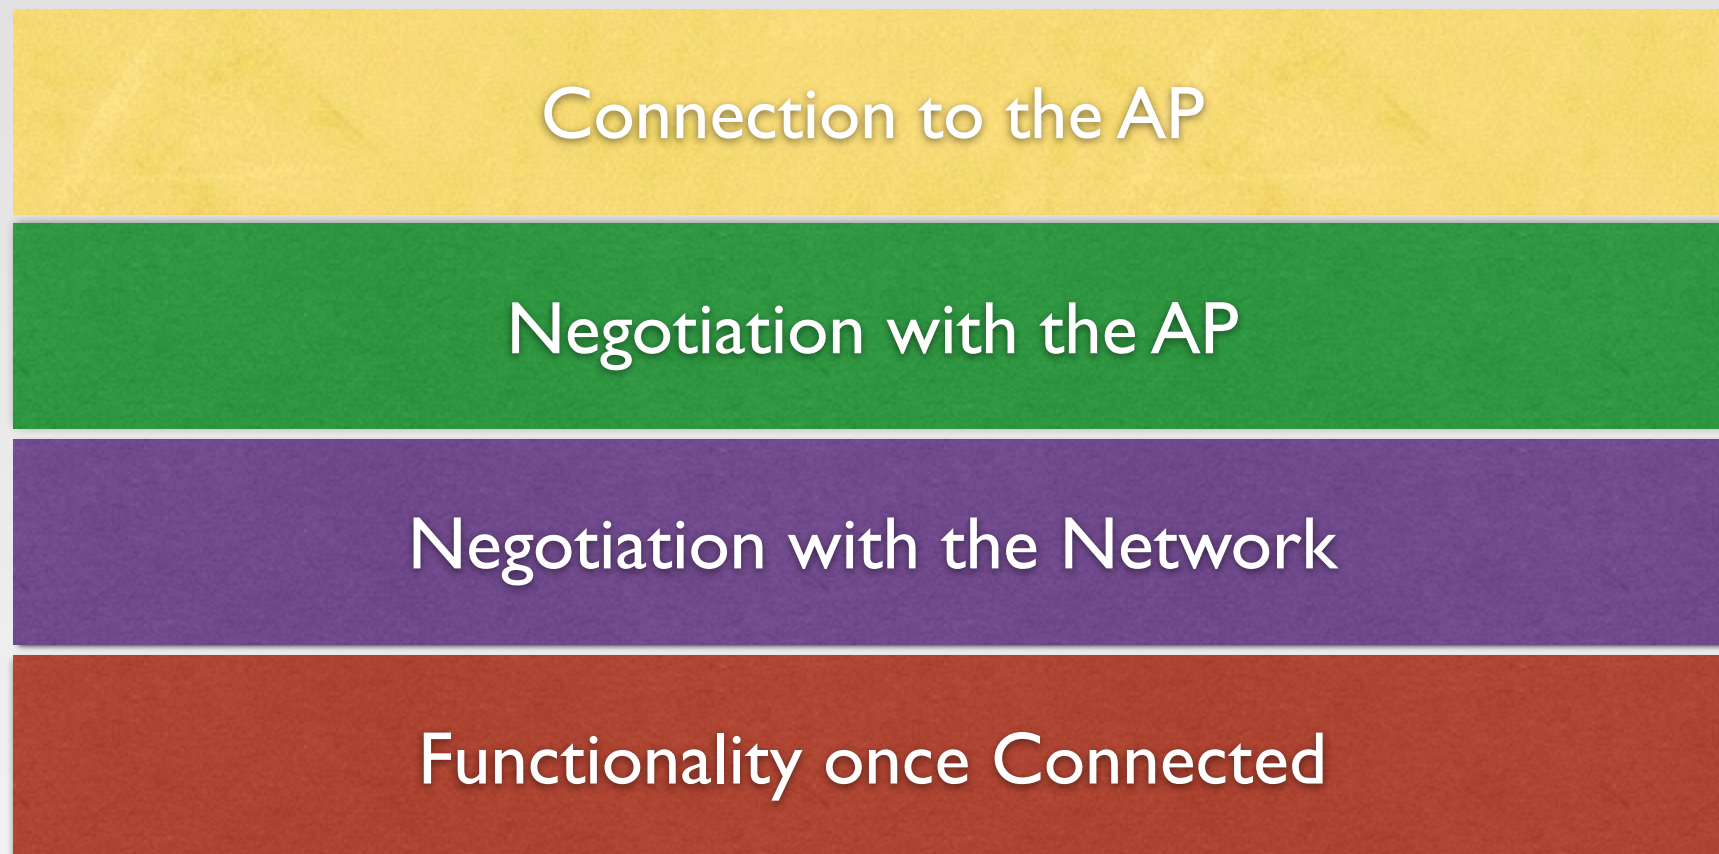 Connection to the AP
Negotiation with the AP
Negotiation with the Network
Functionality once Connected